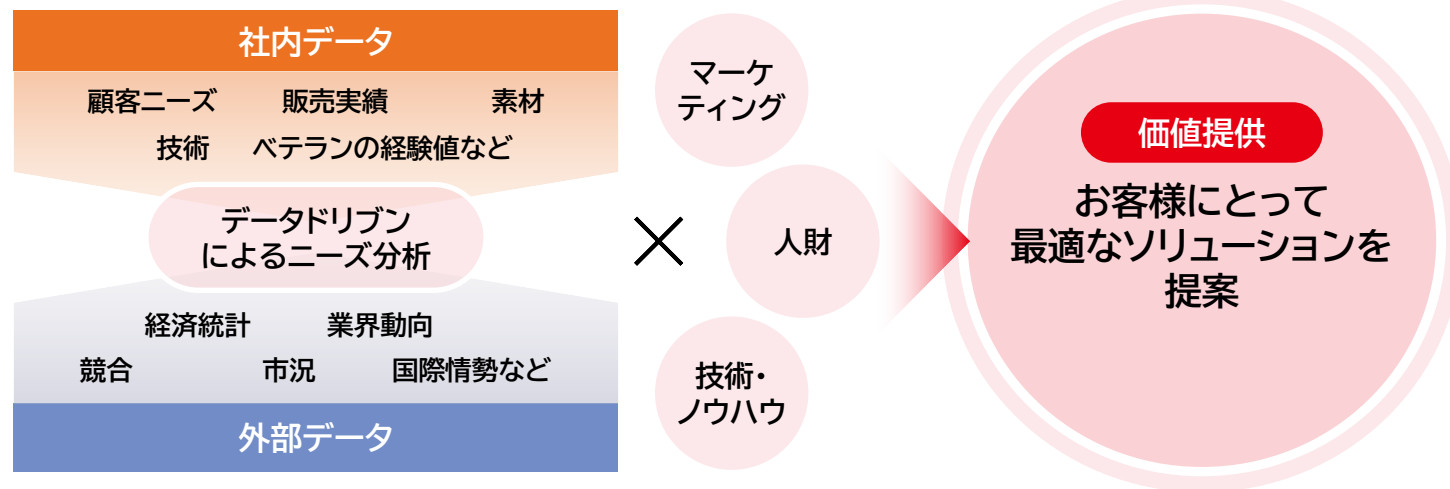 社内データ
顧客ニーズ 販売実績 素材
技術 ベテランの経験値など
データドリブン
によるニーズ分析
経済統計 業界動向
競合 市況 国際情勢など
外部データ
×
マーケ
ティング
人財
技術・
ノウハウ
価値提供
お客様にとって
最適なソリューションを
提案